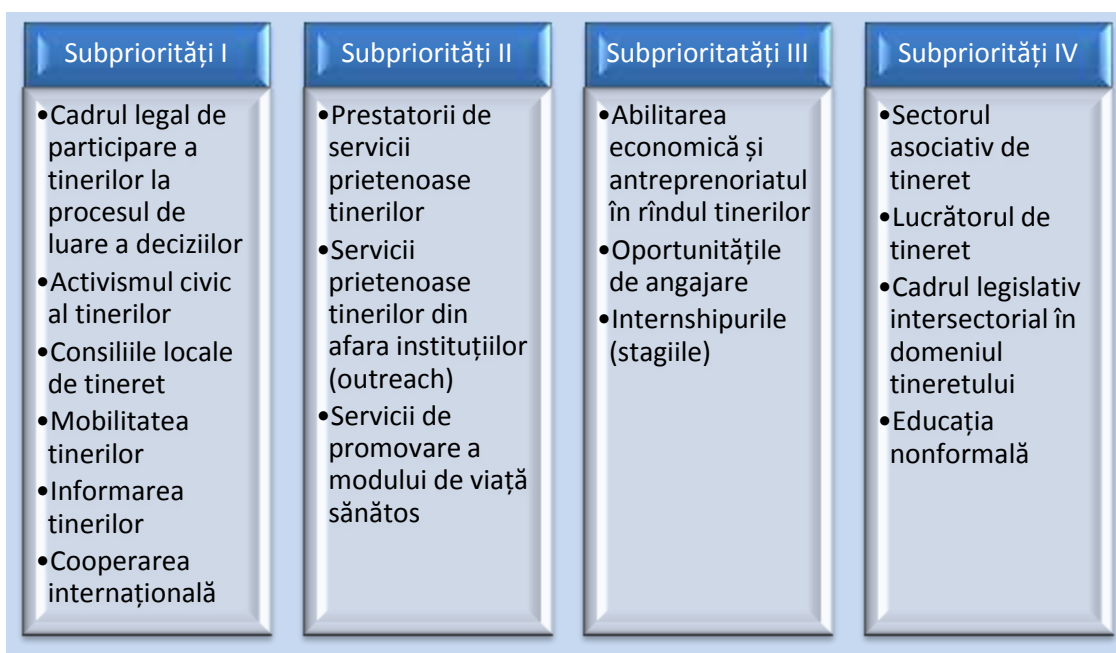 Subpriorități I
•Cadrul legal de
participare a
tinerilor la
procesul de
luare a deciziilor
•Activismul civic
al tinerilor
•Consiliile locale
de tineret
•Mobilitatea
tinerilor
•Informarea
tinerilor
•Cooperarea
internațională
Subpriorități II
•Prestatorii de
servicii
prietenoase
tinerilor
•Servicii
prietenoase
tinerilor din
afara instituțiilor
(outreach)
•Servicii de
promovare a
modului de viață
sănătos
Subprioritatăți III
•Abilitarea
economică și
antreprenoriatul
în rîndul tinerilor
•Oportunitățile
de angajare
•Internshipurile
(stagiile)
Subpriorități IV
•Sectorul
asociativ de
tineret
•Lucrătorul de
tineret
•Cadrul legislativ
intersectorial în
domeniul
tineretului
•Educația
nonformală